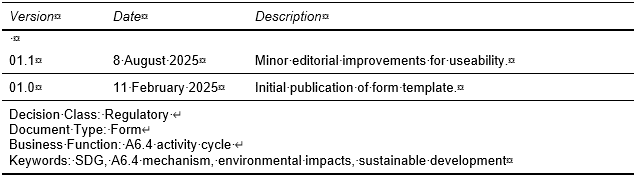 Version Date Description
01.1 8 August 2025 Minor editorial improvements for useability.
01.0 11 February 2025 Initial publication of form template.
Decision Class: Regulatory
Document Type: Form
Business Function: A6.4 activity cycle
Keywords: SDG, A6.4 mechanism, environmental impacts, sustainable development